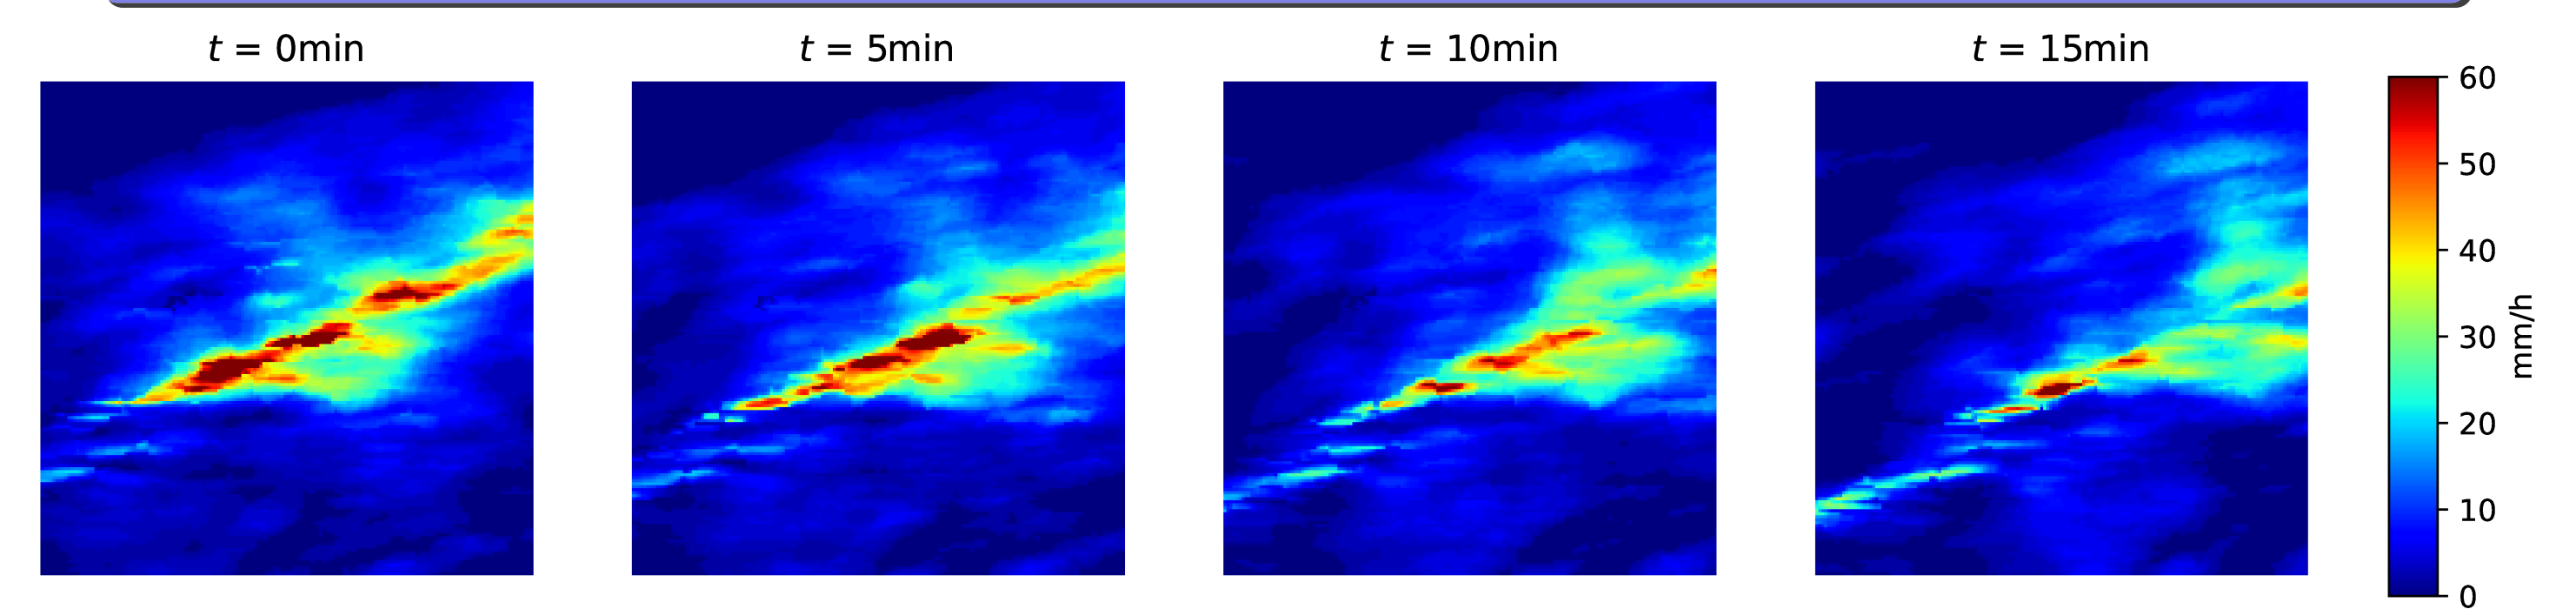 t = 0min
t = 5min
t = 10min
t = 15min
60
50
40
30
20
10
0
mm/h